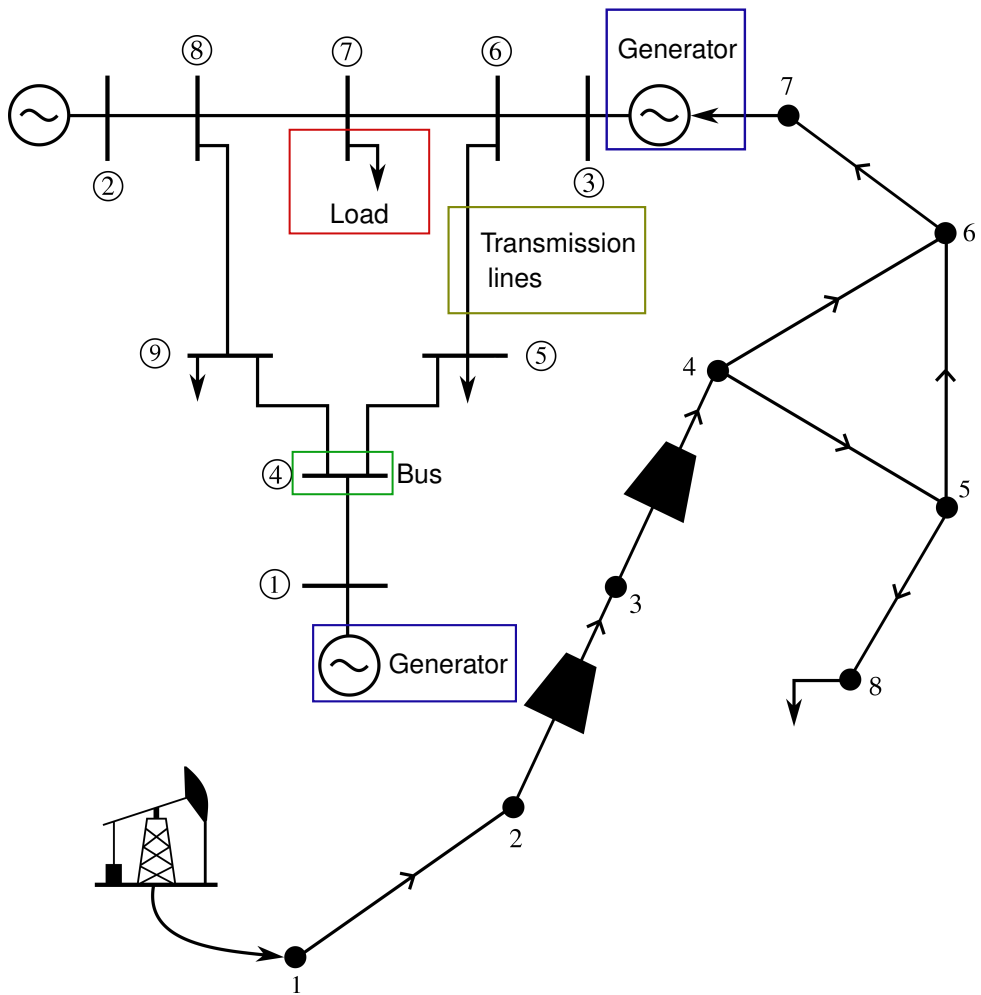 ⑧
⑦
⑥
Generator
7
②
③
Load
Transmission
lines
6
⑨
⑤
4
④
Bus
5
①
3
Generator
8
2
1